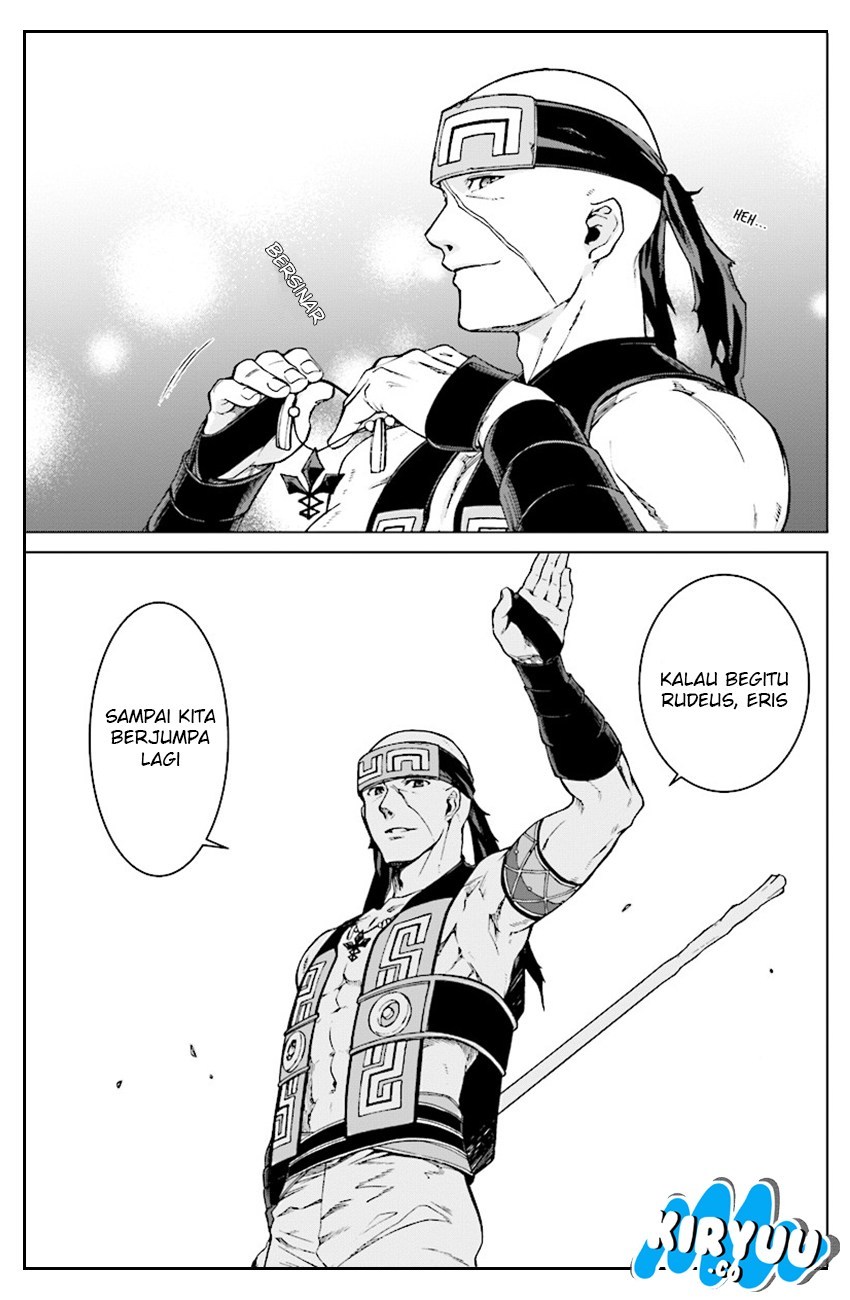 HEH...
BERSINAR
KALAU BEGITU
RUDEUS, ERIS
SAMPAI KITA
BERJUMPA
LAGI
KIRYUU
.CO